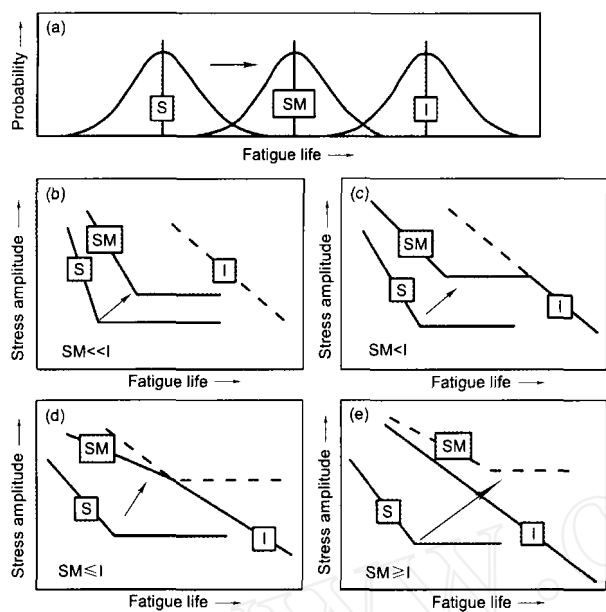 (a)
Probability
S
SM
I
Fatigue life
(b)
Stress amplitude
S
SM
I
SM<<I
Fatigue life
(c)
Stress amplitude
SM
S
I
SM<I
Fatigue life
(d)
Stress amplitude
SM
S
I
SM≤I
Fatigue life
(e)
Stress amplitude
SM
S
I
SM≥I
Fatigue life